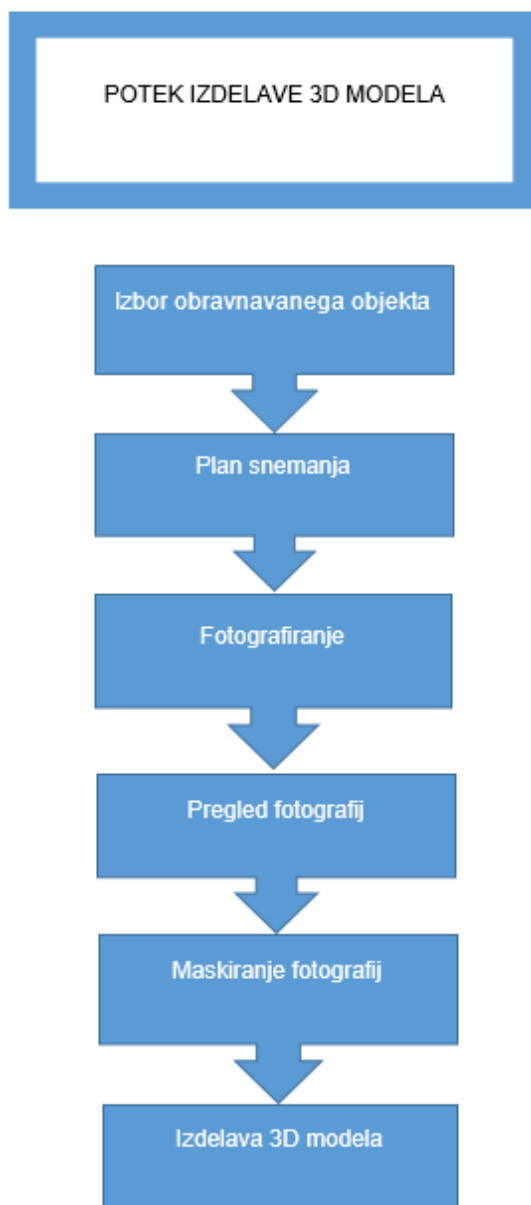 POTEK IZDELAVE 3D MODELA
Izbor obravnavanega objekta
Plan snemanja
Fotografiranje
Pregled fotografij
Maskiranje fotografij
Izdelava 3D modela